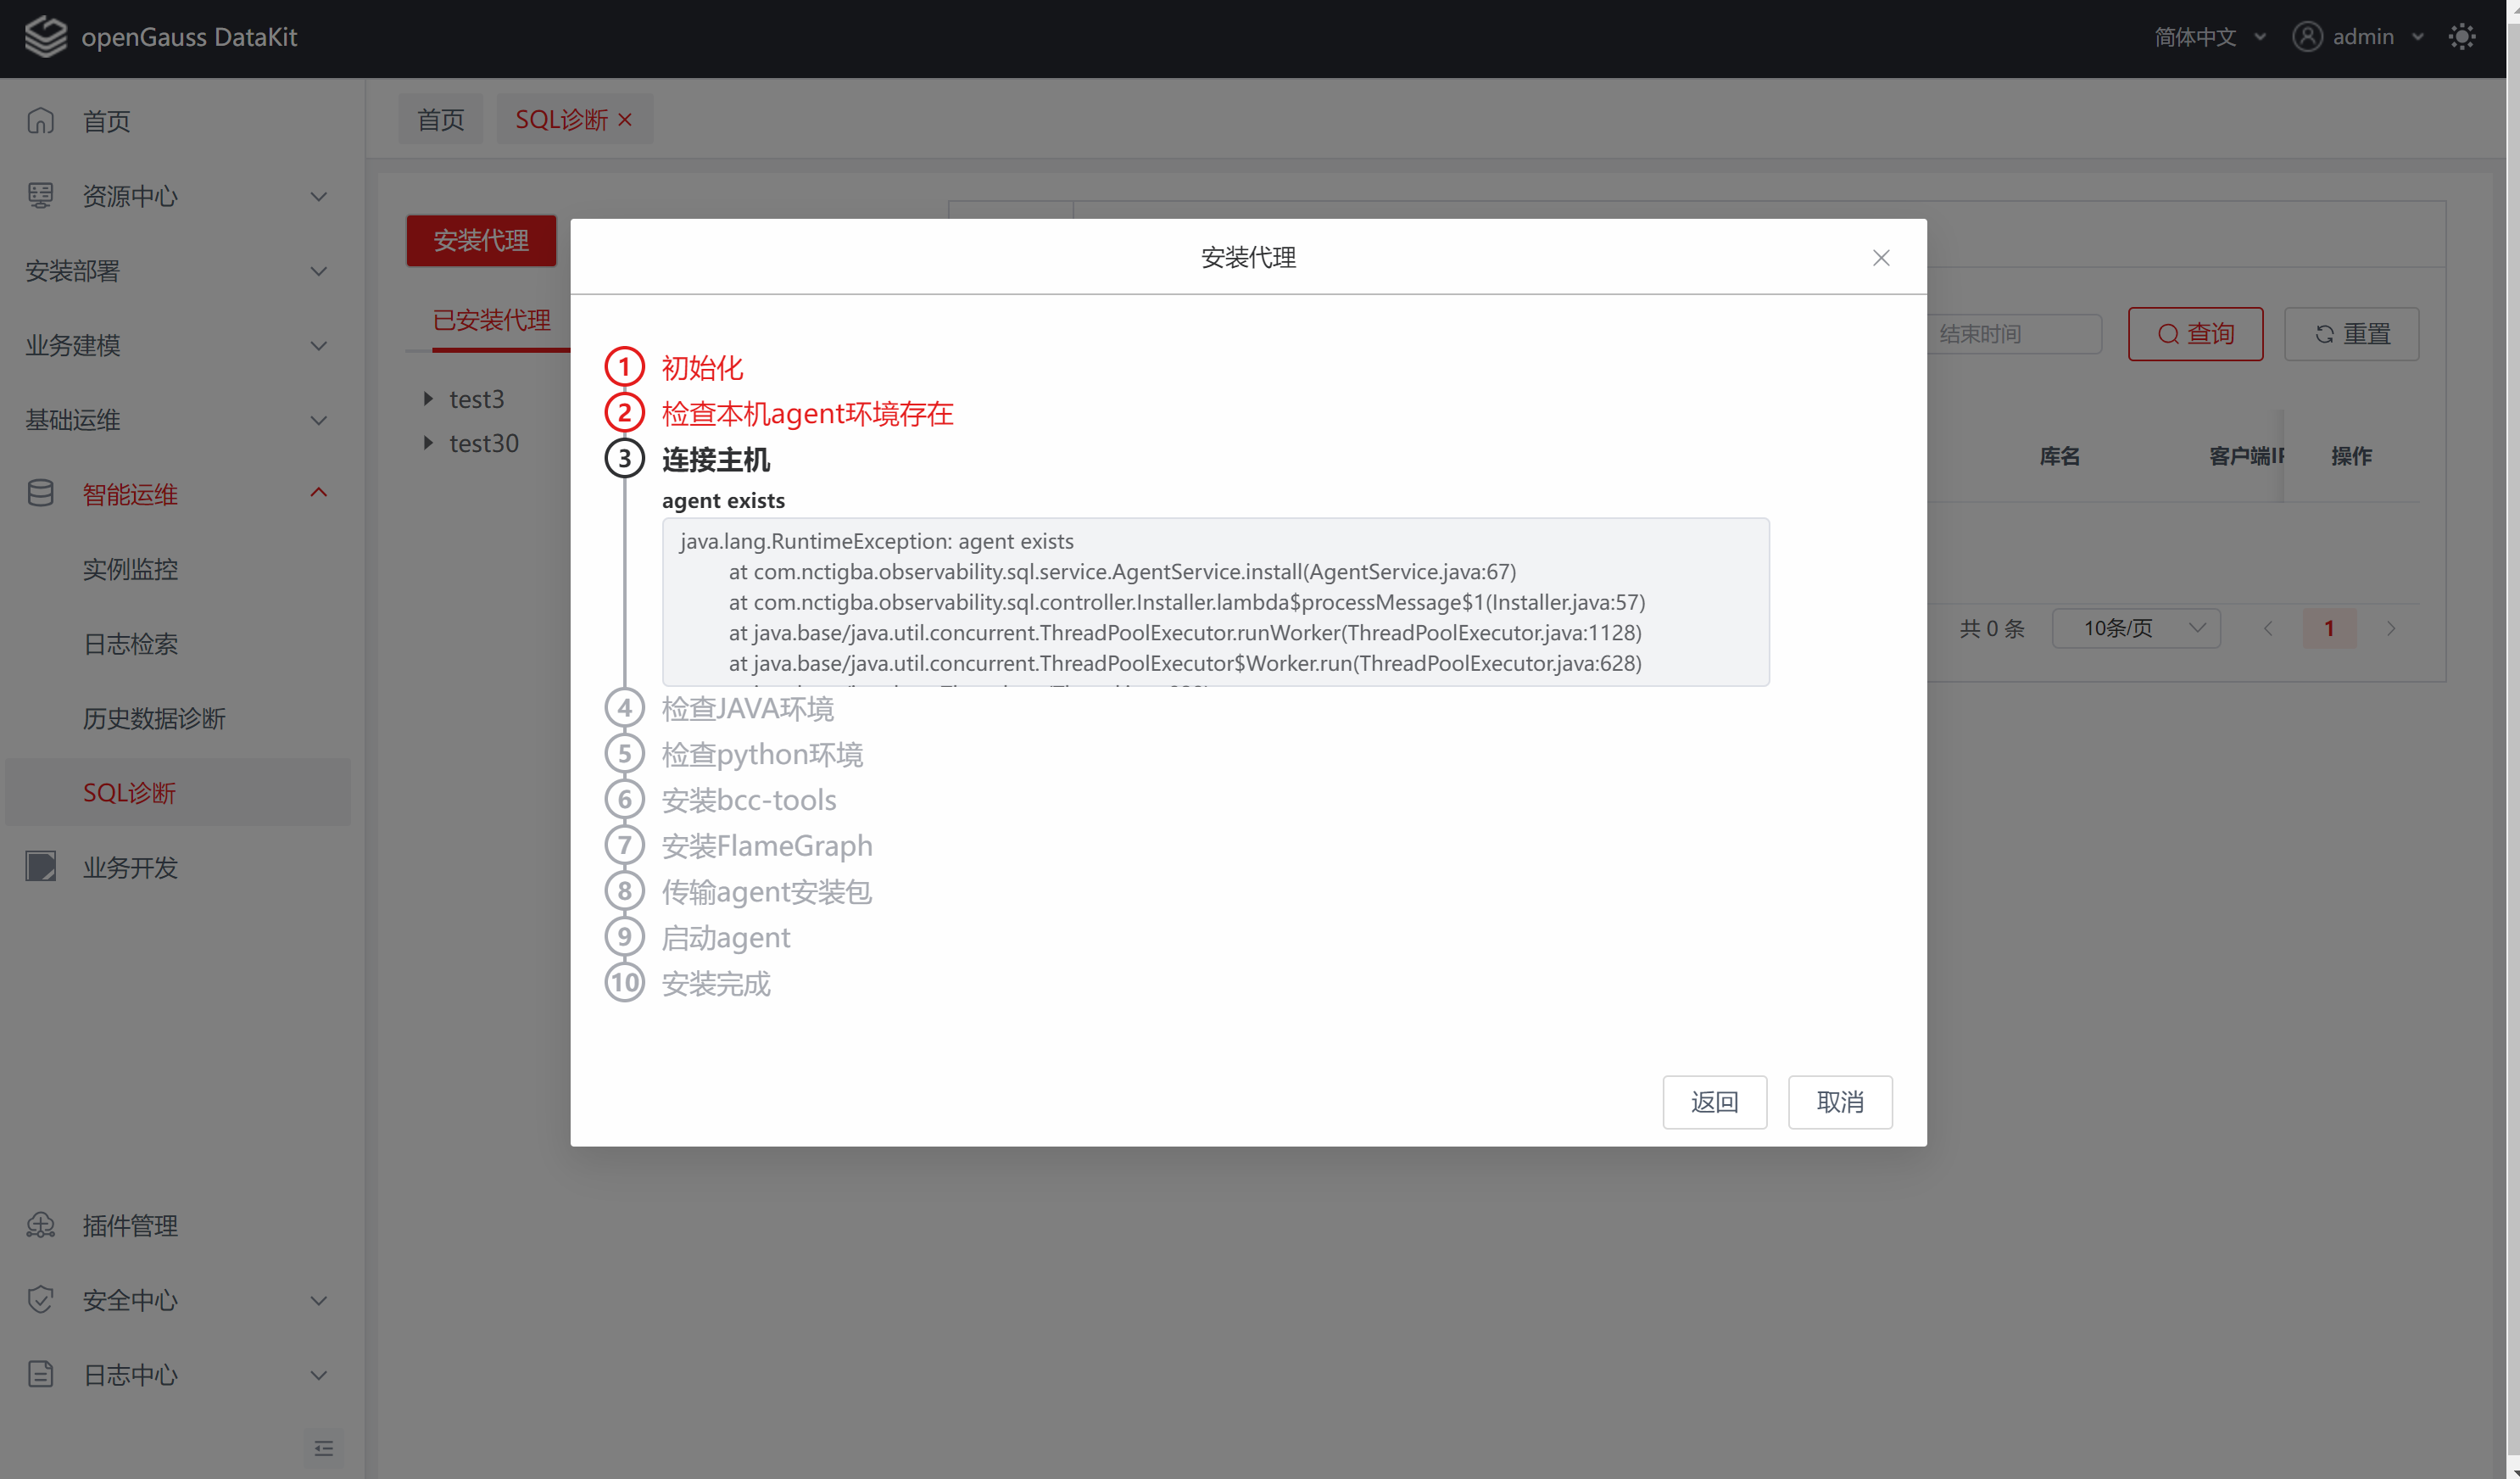 openGauss DataKit
简体中文
admin
首页
资源中心
安装部署
业务建模
基础运维
智能运维
实例监控
日志检索
历史数据诊断
SQL诊断
业务开发
插件管理
安全中心
日志中心
首页
SQL诊断
安装代理
已安装代理
test3
test30
结束时间
查询
重置
库名
客户端IP
操作
共 0 条
10条/页
1
安装代理
1 初始化
2 检查本机agent环境存在
3 连接主机
agent exists
java.lang.RuntimeException: agent exists
at com.nctigba.observability.sql.service.AgentService.install(AgentService.java:67)
at com.nctigba.observability.sql.controller.Installer.lambda$processMessage$1(Installer.java:57)
at java.base/java.util.concurrent.ThreadPoolExecutor.runWorker(ThreadPoolExecutor.java:1128)
at java.base/java.util.concurrent.ThreadPoolExecutor$Worker.run(ThreadPoolExecutor.java:628)
4 检查JAVA环境
5 检查python环境
6 安装bcc-tools
7 安装FlameGraph
8 传输agent安装包
9 启动agent
10 安装完成
返回
取消